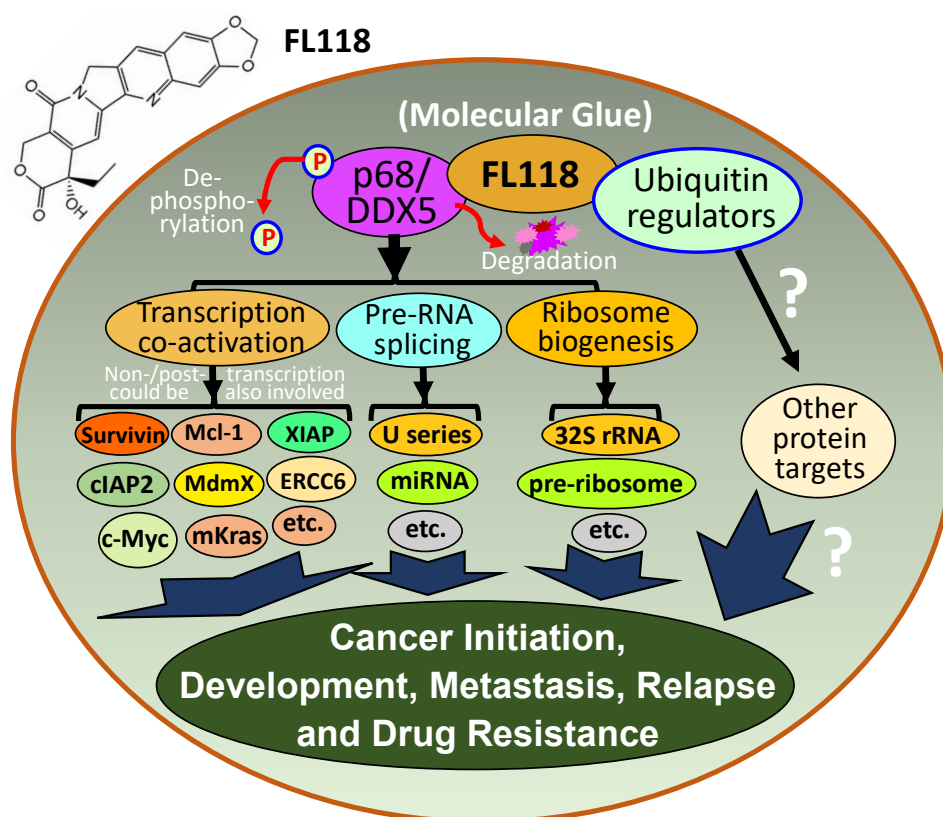 FL118
O
O
N
N
O
O
O
OH
(Molecular Glue)
P
De-
phospho-
rylation
P
p68/
DDX5
FL118
Ubiquitin
regulators
Degradation
?
Transcription
co-activation
Pre-RNA
splicing
Ribosome
biogenesis
Non-/post- transcription
could be also involved
Survivin Mcl-1 XIAP
cIAP2 MdmX ERCC6
c-Myc mKras etc.
U series
miRNA
etc.
32S rRNA
pre-ribosome
etc.
Other
protein
targets
?
Cancer Initiation,
Development, Metastasis, Relapse
and Drug Resistance